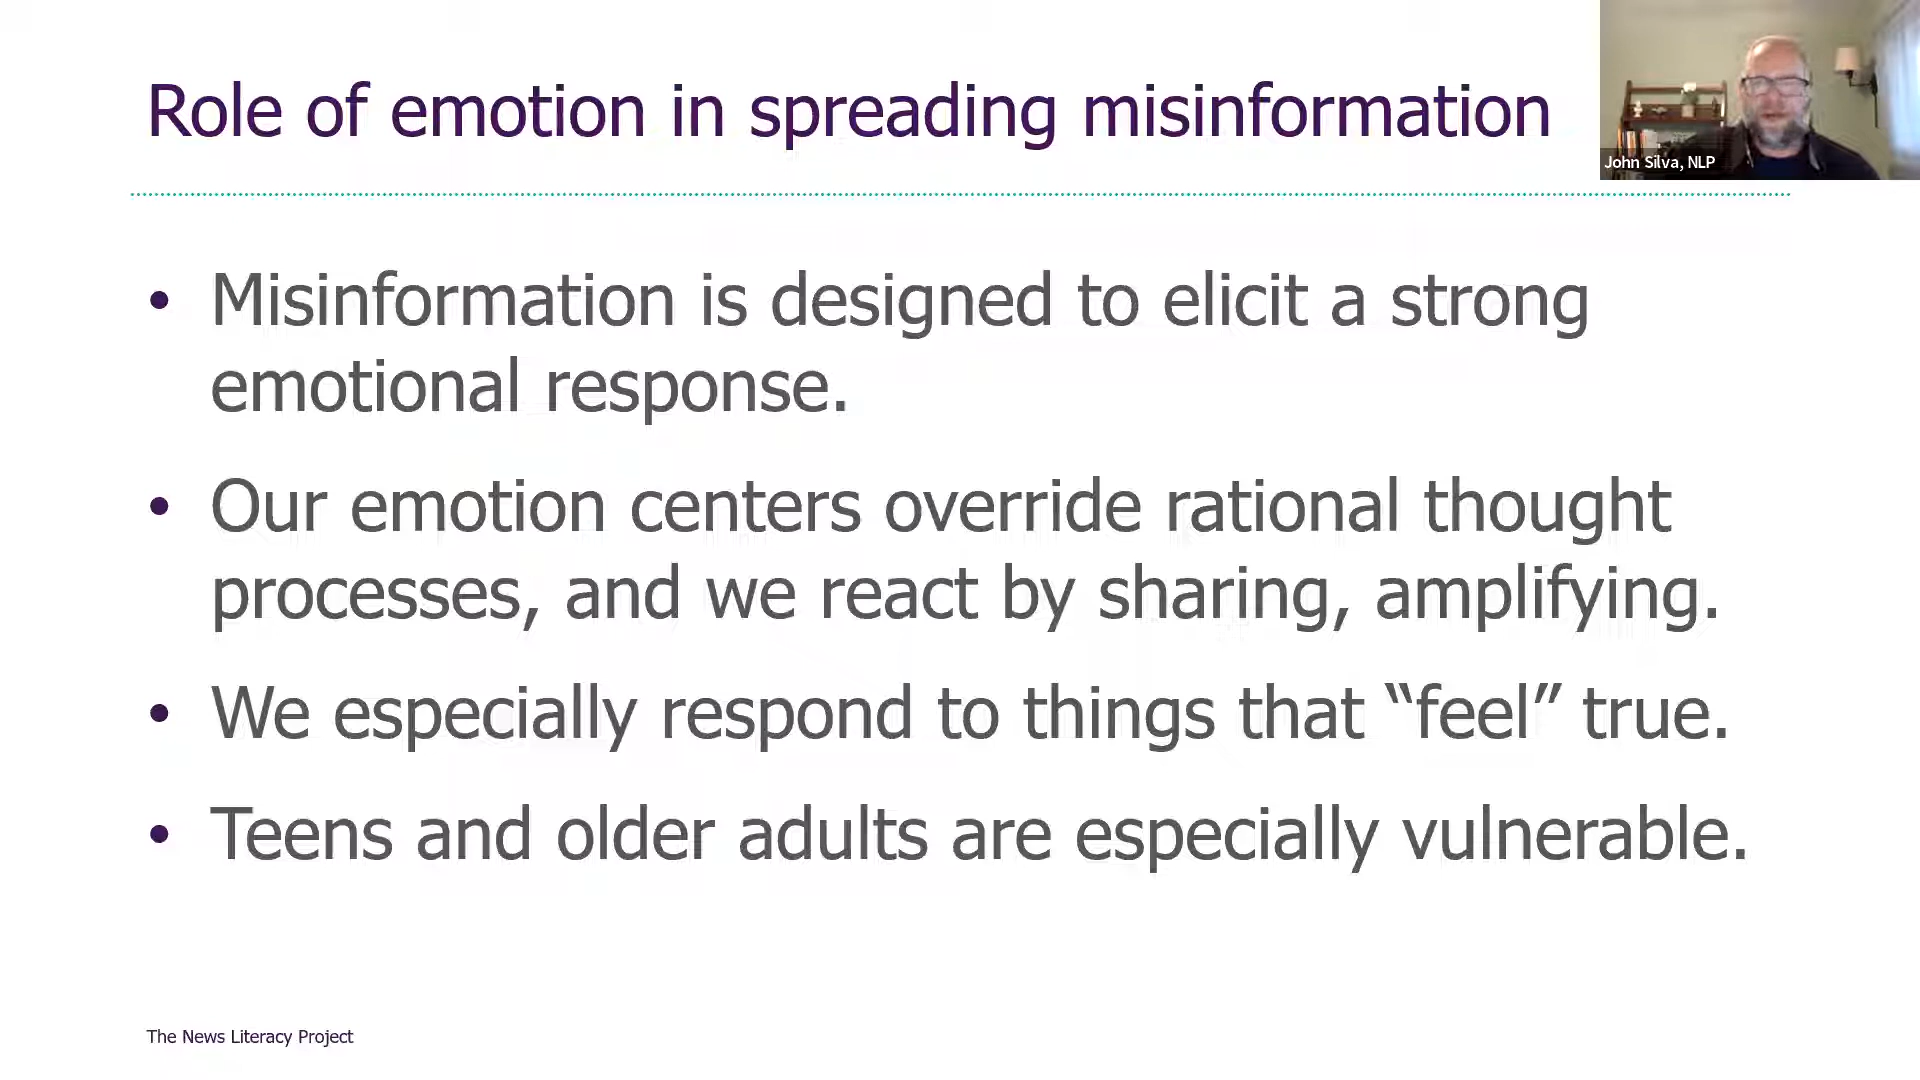 Role of emotion in spreading misinformation
John Silva, NLP
• Misinformation is designed to elicit a strong
emotional response.
• Our emotion centers override rational thought
processes, and we react by sharing, amplifying.
• We especially respond to things that “feel” true.
• Teens and older adults are especially vulnerable.
The News Literacy Project